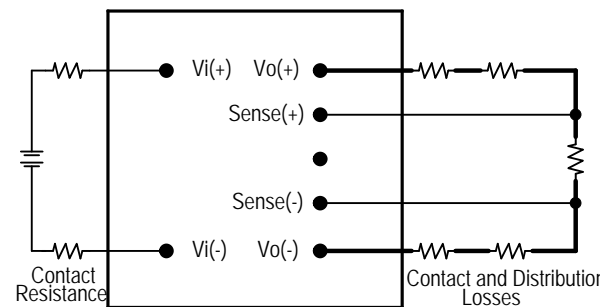 Vi(+) Vo(+)
Sense(+)
Sense(-)
Vi(-) Vo(-)
Contact
Resistance
Contact and Distribution
Losses